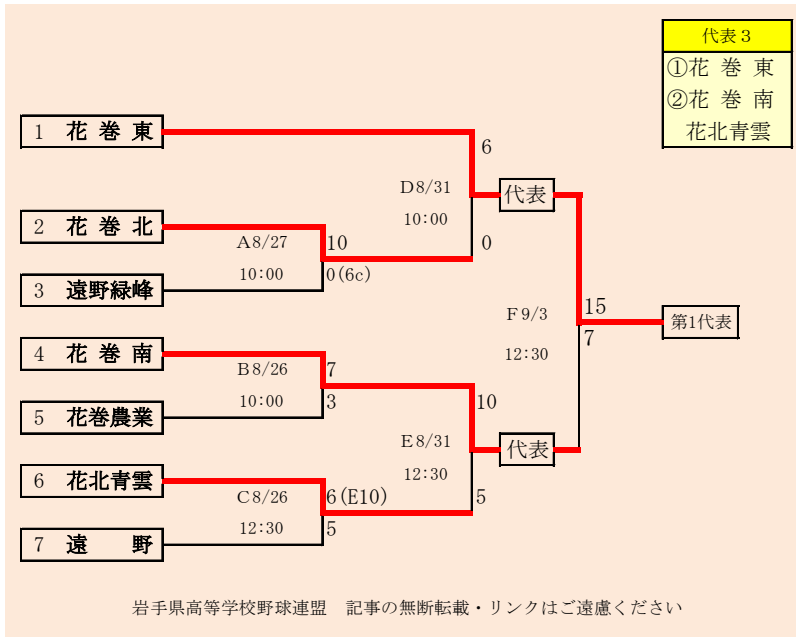 代表３
①花 巻 東
②花 巻 南
花北青雲
1 花 巻 東
6
D8/31
10:00
代表
2 花 巻 北
A8/27
10:00
10
0(6c)
0
3 遠野緑峰
F9/3
12:30
15
7
第1代表
4 花 巻 南
B8/26
10:00
7
3
10
5 花巻農業
E8/31
12:30
代表
6 花北青雲
C8/26
12:30
6(E10)
5
5
7 遠 野
岩手県高等学校野球連盟 記事の無断転載・リンクはご遠慮ください